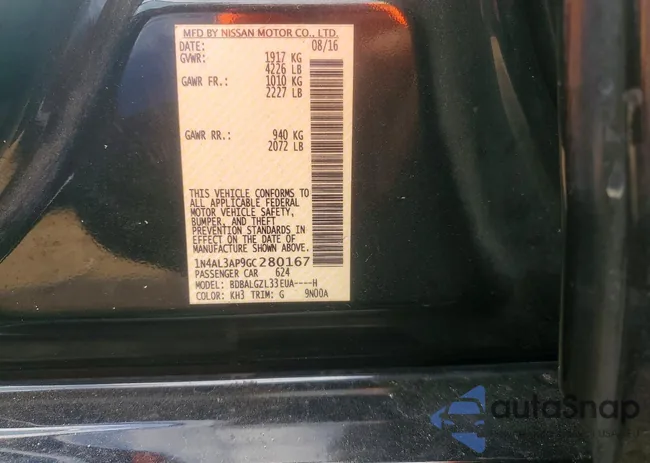 MFD BY NISSAN MOTOR CO., LTD.
DATE: 08/16
GVWR: 1917 KG
4226 LB
GAWR FR.: 1010 KG
2227 LB
GAWR RR.: 940 KG
2072 LB
THIS VEHICLE CONFORMS TO
ALL APPLICABLE FEDERAL
MOTOR VEHICLE SAFETY,
BUMPER, AND THEFT
PREVENTION STANDARDS
IN EFFECT ON THE DATE OF
MANUFACTURE SHOWN ABOVE.
1N4AL3AP9GC280167
PASSENGER CAR 624
MODEL: BDBALGZL33EUA----H
COLOR: KH3 TRIM: G 9N00A
autoSnap